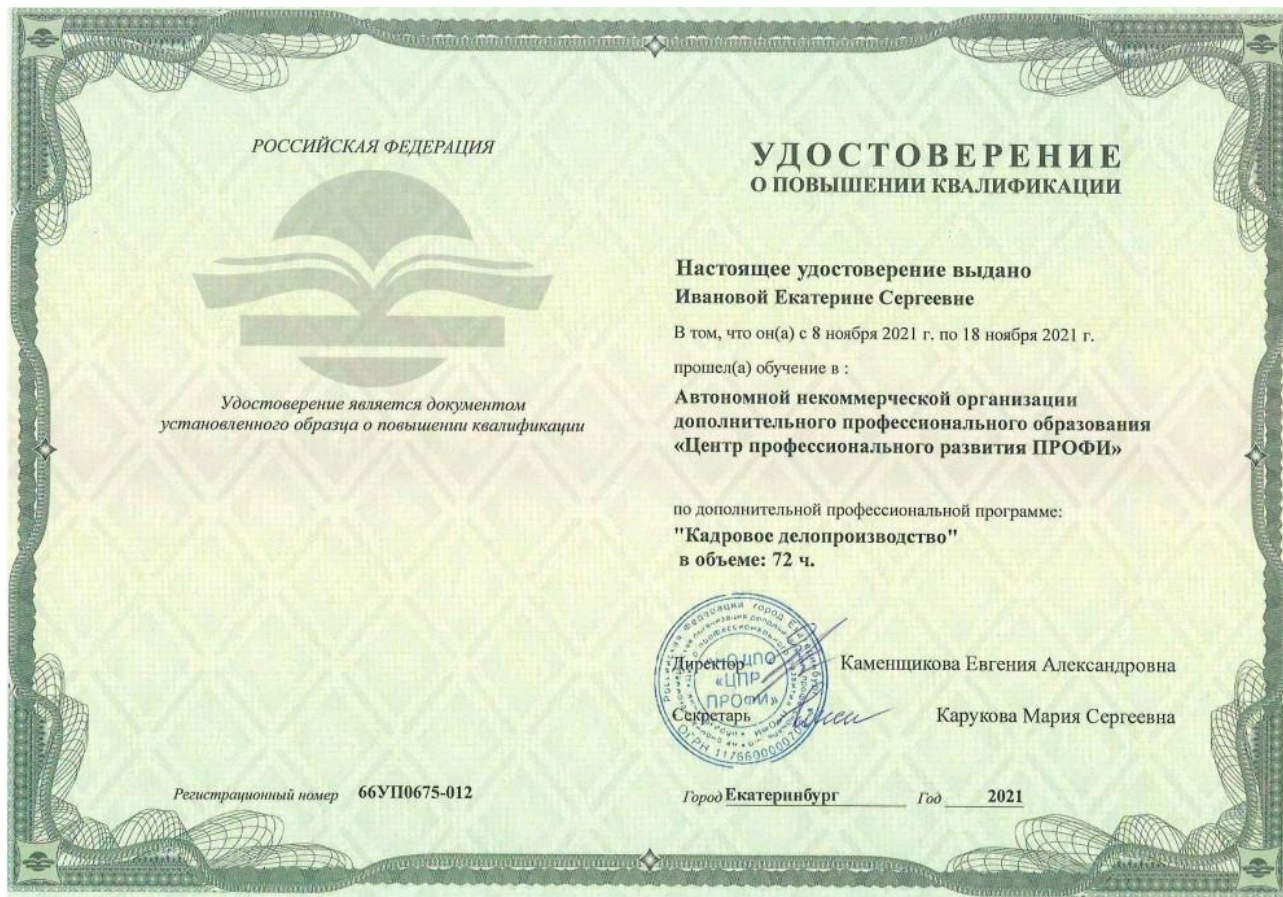 РОССИЙСКАЯ ФЕДЕРАЦИЯ
Удостоверение является документом
установленного образца о повышении квалификации
Регистрационный номер 66УП0675-012
УДОСТОВЕРЕНИЕ
О ПОВЫШЕНИИ КВАЛИФИКАЦИИ
Настоящее удостоверение выдано
Ивановой Екатерине Сергеевне
В том, что он(а) с 8 ноября 2021 г. по 18 ноября 2021 г.
прошел(а) обучение в :
Автономной некоммерческой организации
дополнительного профессионального образования
«Центр профессионального развития ПРОФИ»
по дополнительной профессиональной программе:
"Кадровое делопроизводство"
в объеме: 72 ч.
Директор Каменщикова Евгения Александровна
«ЦПР
ПРОФИ»
Секретарь Карукова Мария Сергеевна
Город Екатеринбург Год 2021